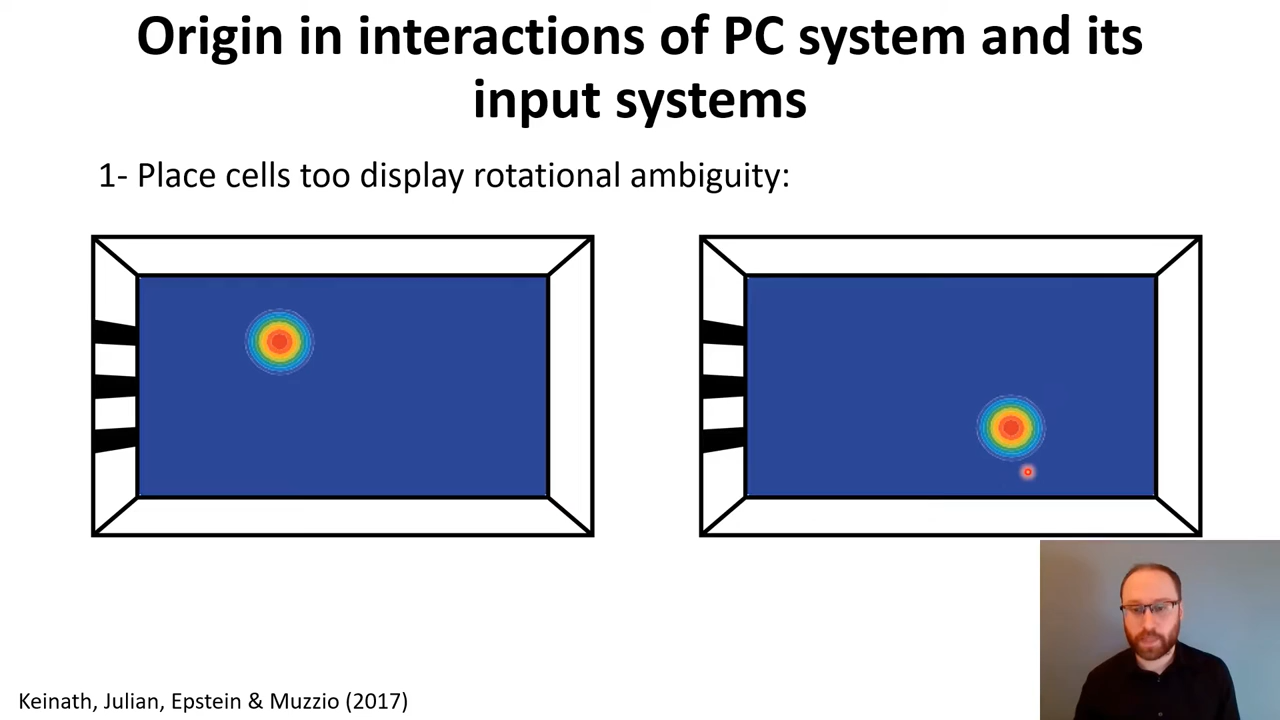 Origin in interactions of PC system and its
input systems
1- Place cells too display rotational ambiguity:
Keinath, Julian, Epstein & Muzzio (2017)